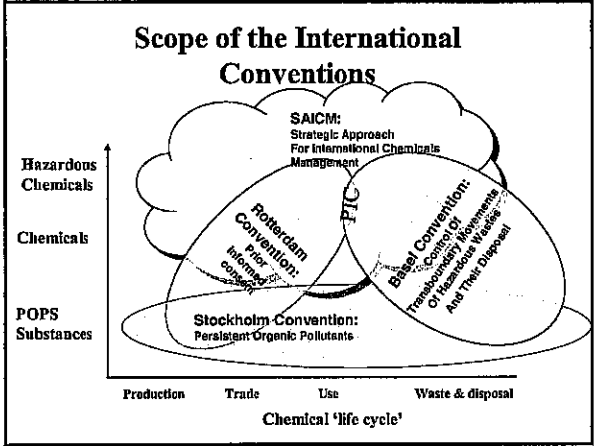 Scope of the International
Conventions
SAICM:
Strategic Approach
For International Chemicals
Management
Hazardous
Chemicals
Chemicals
POPS
Substances
PIC
Rotterdam
Convention:
Prior
Informed
consent
Basel Convention:
Control Of
Transboundary Movements
Of Hazardous Wastes
And Their Disposal
Stockholm Convention:
Persistent Organic Pollutants
Production Trade Use Waste & disposal
Chemical 'life cycle'